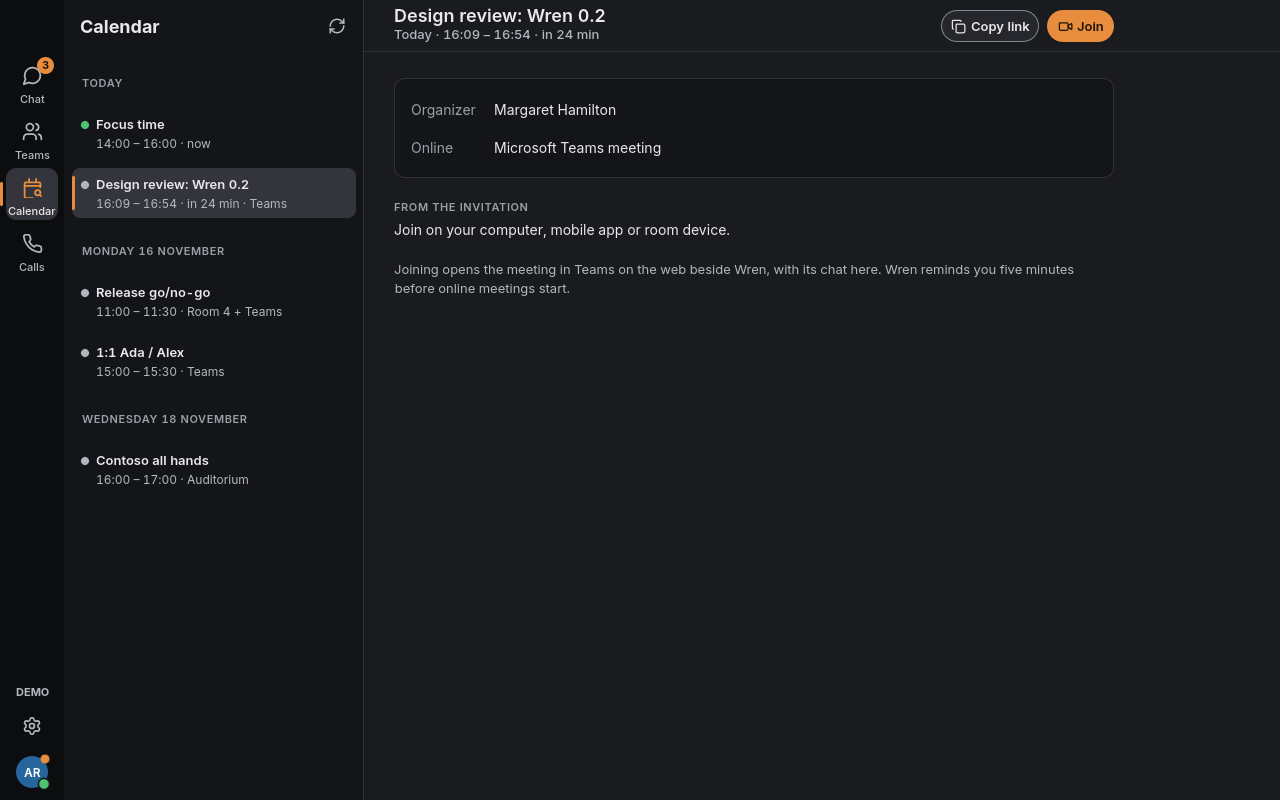 3
Chat
Teams
Calendar
Calls
DEMO
AR
Calendar
TODAY
Focus time
14:00 – 16:00 · now
Design review: Wren 0.2
16:09 – 16:54 · in 24 min · Teams
MONDAY 16 NOVEMBER
Release go/no-go
11:00 – 11:30 · Room 4 + Teams
1:1 Ada / Alex
15:00 – 15:30 · Teams
WEDNESDAY 18 NOVEMBER
Contoso all hands
16:00 – 17:00 · Auditorium
Design review: Wren 0.2
Today · 16:09 – 16:54 · in 24 min
Copy link
Join
Organizer Margaret Hamilton
Online Microsoft Teams meeting
FROM THE INVITATION
Join on your computer, mobile app or room device.
Joining opens the meeting in Teams on the web beside Wren, with its chat here. Wren reminds you five minutes
before online meetings start.